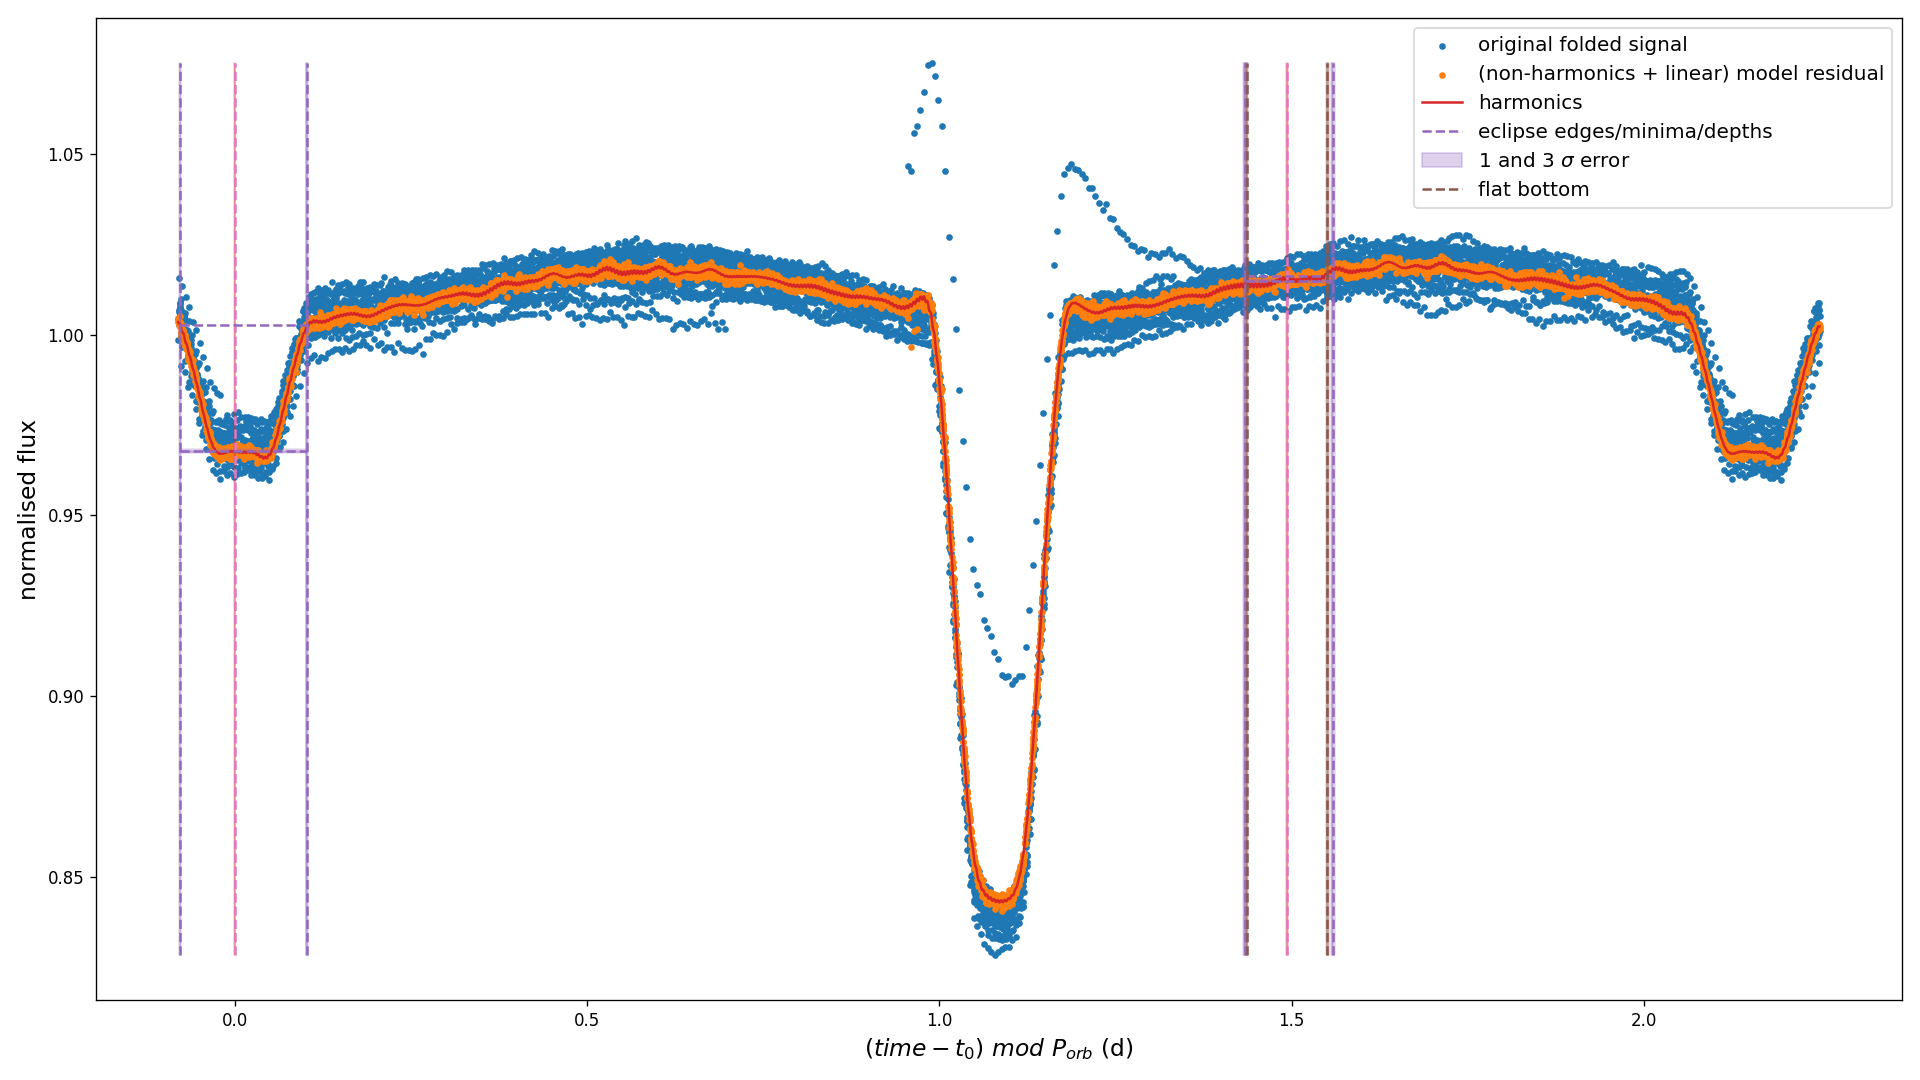 original folded signal
(non-harmonics + linear) model residual
harmonics
eclipse edges/minima/depths
1 and 3 σ error
flat bottom
normalised flux
1.05
1.00
0.95
0.90
0.85
0.0 0.5 1.0 1.5 2.0
(time − t₀) mod P_orb (d)